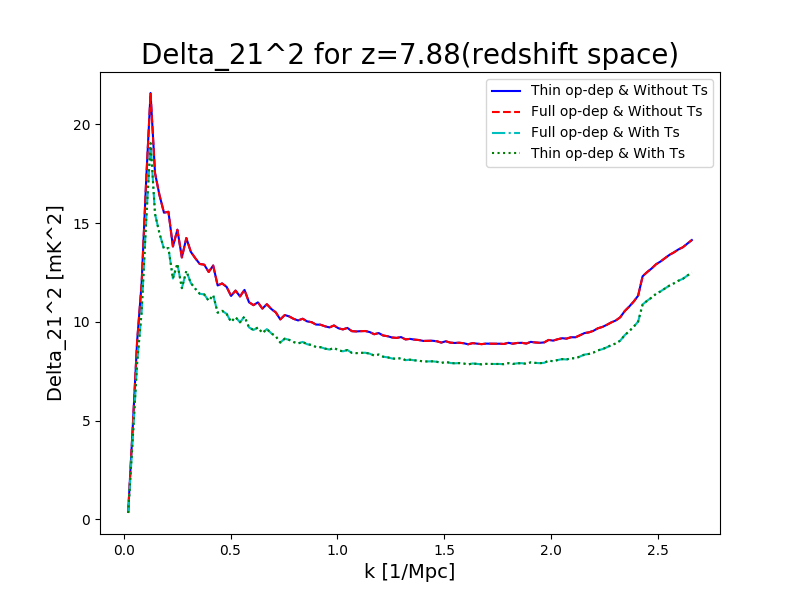 Delta_21^2 for z=7.88(redshift space)
Thin op-dep & Without Ts
Full op-dep & Without Ts
Full op-dep & With Ts
Thin op-dep & With Ts
Delta_21^2 [mK^2]
20
15
10
5
0
0.0 0.5 1.0 1.5 2.0 2.5
k [1/Mpc]